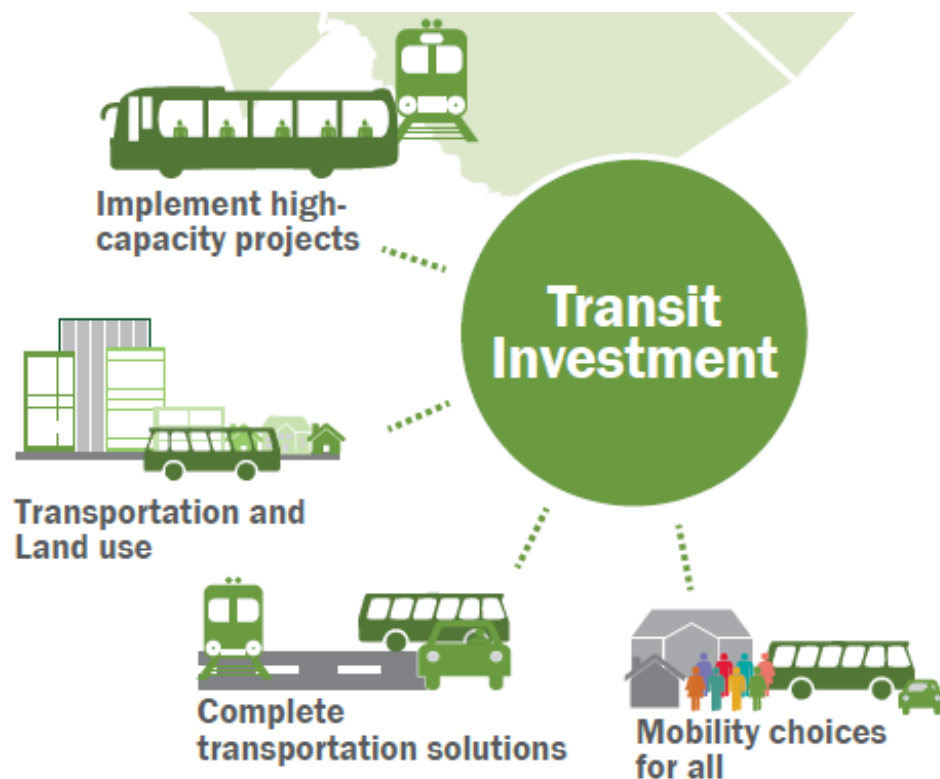 Implement high-
capacity projects
Transit
Investment
Transportation and
Land use
Complete
transportation solutions
Mobility choices
for all